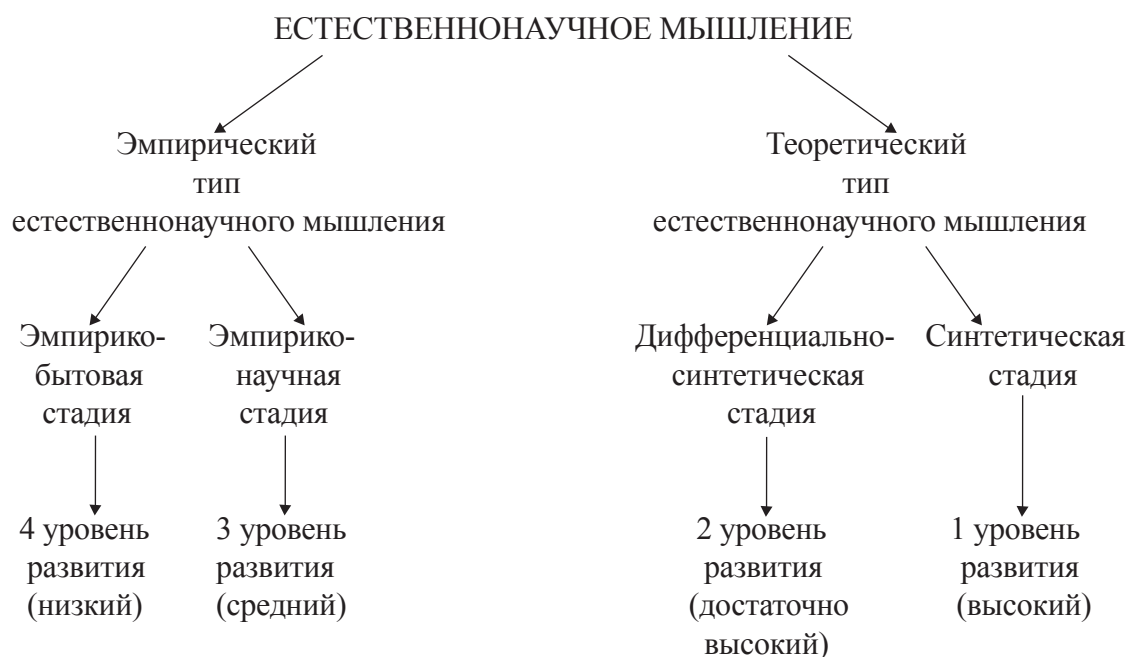 ЕСТЕСТВЕННОНАУЧНОЕ МЫШЛЕНИЕ
Эмпирический
тип
естественнонаучного мышления
Теоретический
тип
естественнонаучного мышления
Эмпирико-
бытовая
стадия
Эмпирико-
научная
стадия
Дифференциально-
синтетическая
стадия
Синтетическая
стадия
4 уровень
развития
(низкий)
3 уровень
развития
(средний)
2 уровень
развития
(достаточно
высокий)
1 уровень
развития
(высокий)